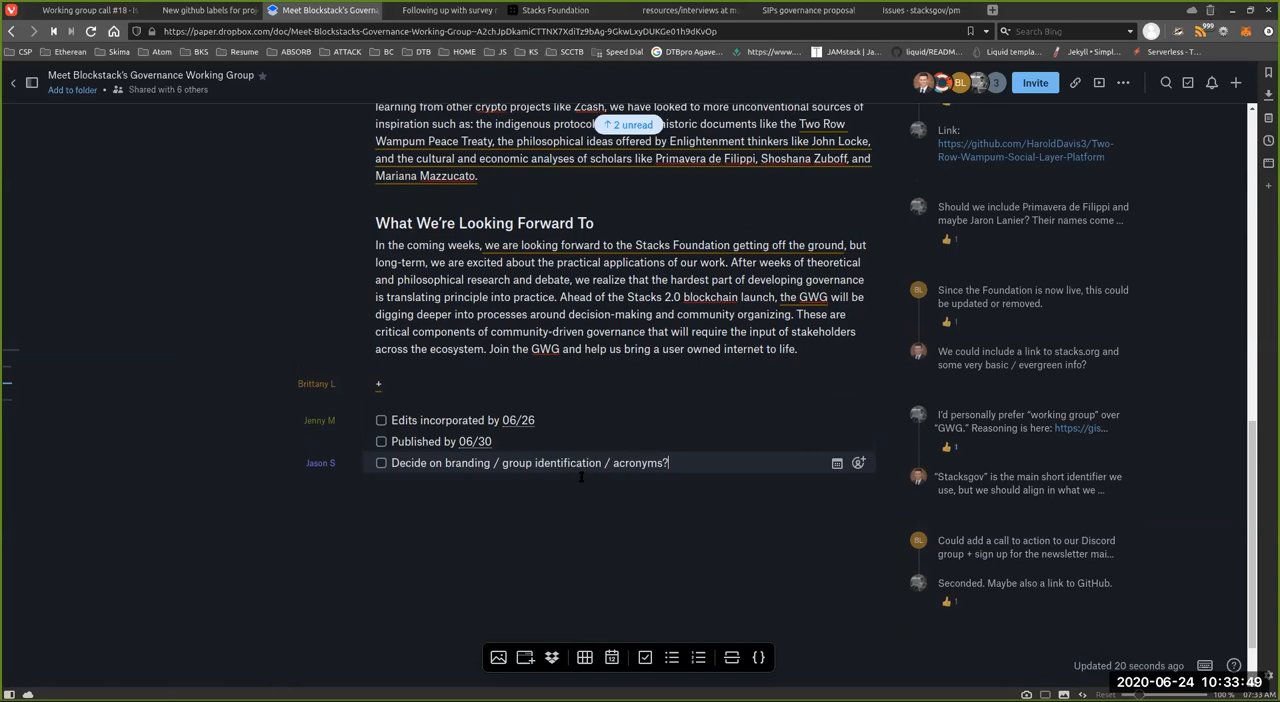 Working group call #18 - Is
New github labels for prop
Meet Blockstack's Governa
Following up with survey r
Stacks Foundation
resources/interviews at m
SIPs governance proposal
Issues · stacksgov/pm
https://paper.dropbox.com/doc/Meet-Blockstacks-Governance-Working-Group--A2chJpDkamiCTTNX7XdiTz9bAg-9GkwLxyDUKGe01h9dKvOp
Search Bing
999
CSP
Etherean
Skima
Atom
BKS
Resume
ABSORB
ATTACK
BC
DTB
HOME
JS
KS
SCCTB
Speed Dial
DTBpro Agave...
https://www....
JAMstack | Ja...
liquid/READM...
Liquid templa...
Jekyll • Simpl...
Serverless - T...
Meet Blockstack's Governance Working Group
Add to folder
Shared with 6 others
BL
3
Invite
learning from other crypto projects like Zcash, we have looked to more unconventional sources of
inspiration such as: the indigenous protocol
↑ 2 unread
historic documents like the Two Row
Wampum Peace Treaty, the philosophical ideas offered by Enlightenment thinkers like John Locke,
and the cultural and economic analyses of scholars like Primavera de Filippi, Shoshana Zuboff, and
Mariana Mazzucato.
What We're Looking Forward To
In the coming weeks, we are looking forward to the Stacks Foundation getting off the ground, but
long-term, we are excited about the practical applications of our work. After weeks of theoretical
and philosophical research and debate, we realize that the hardest part of developing governance
is translating principle into practice. Ahead of the Stacks 2.0 blockchain launch, the GWG will be
digging deeper into processes around decision-making and community organizing. These are
critical components of community-driven governance that will require the input of stakeholders
across the ecosystem. Join the GWG and help us bring a user owned internet to life.
Brittany L
+
Jenny M
Edits incorporated by 06/26
Published by 06/30
Jason S
Decide on branding / group identification / acronyms?
Link:
https://github.com/HaroldDavis3/Two-
Row-Wampum-Social-Layer-Platform
Should we include Primavera de Filippi and
maybe Jaron Lanier? Their names come ...
1
BL
Since the Foundation is now live, this could
be updated or removed.
1
We could include a link to stacks.org and
some very basic / evergreen info?
I'd personally prefer "working group" over
"GWG." Reasoning is here: https://gis...
1
"Stacksgov" is the main short identifier we
use, but we should align in what we ...
BL
Could add a call to action to our Discord
group + sign up for the newsletter mai...
Seconded. Maybe also a link to GitHub.
1
12
{ }
Updated 20 seconds ago
2020-06-24 10:33:49
Reset
100 %
07:33 AM